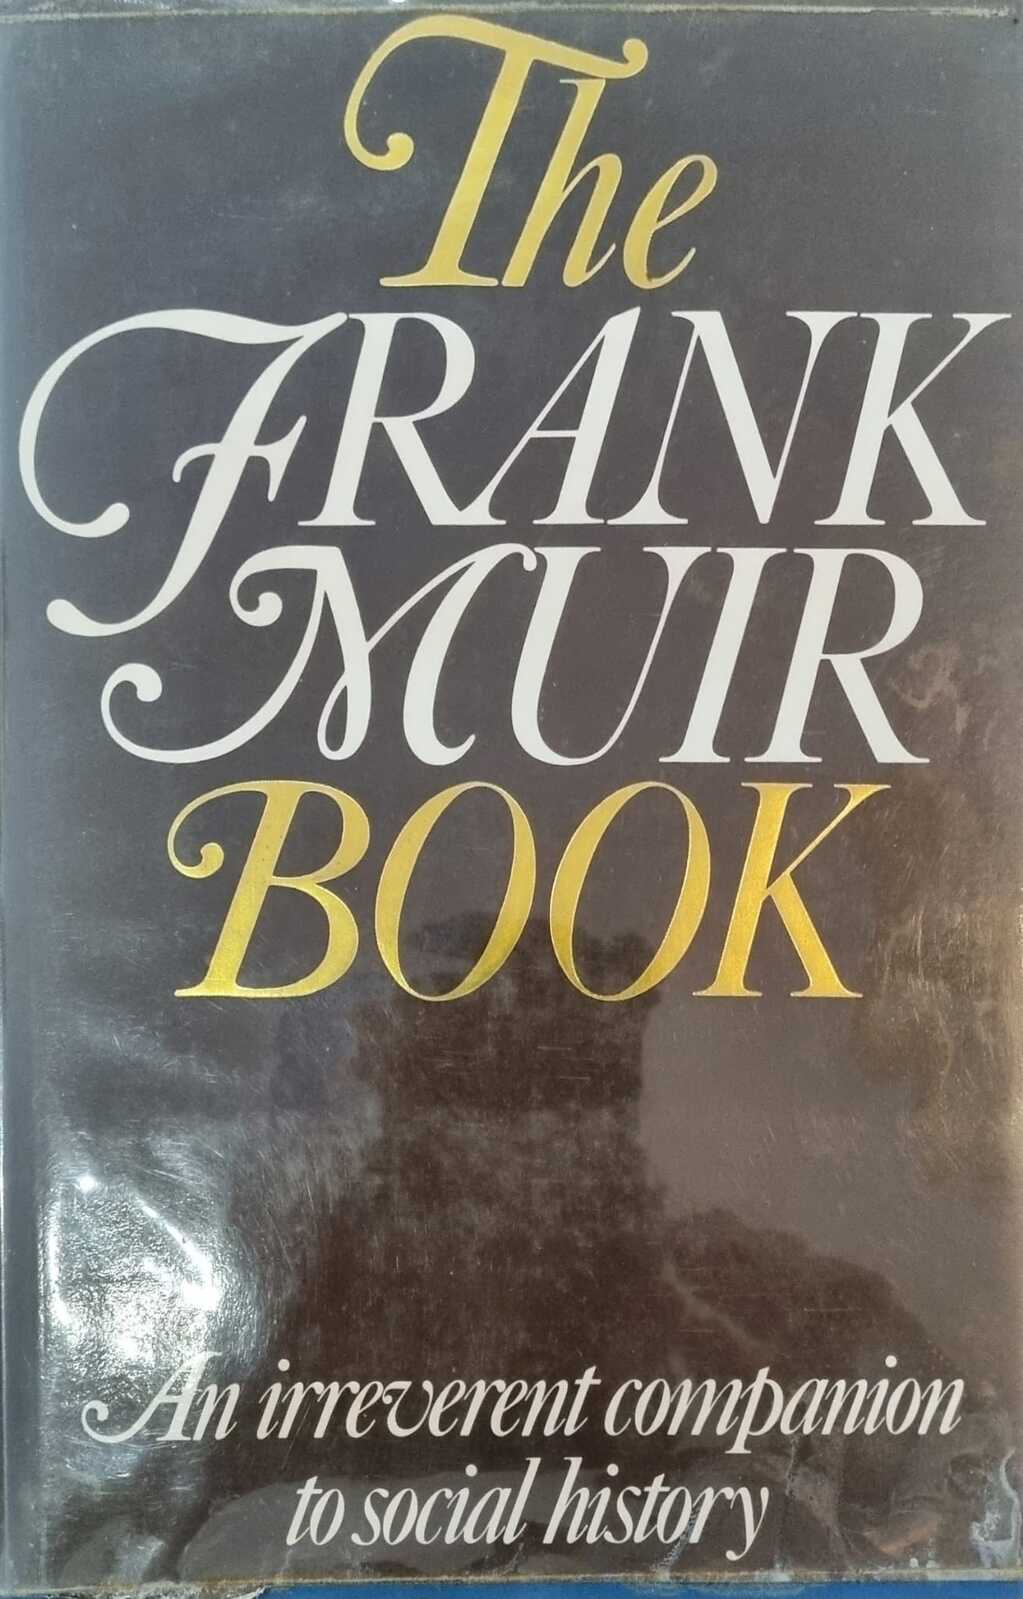 The
FRANK
MUIR
BOOK
An irreverent companion
to social history